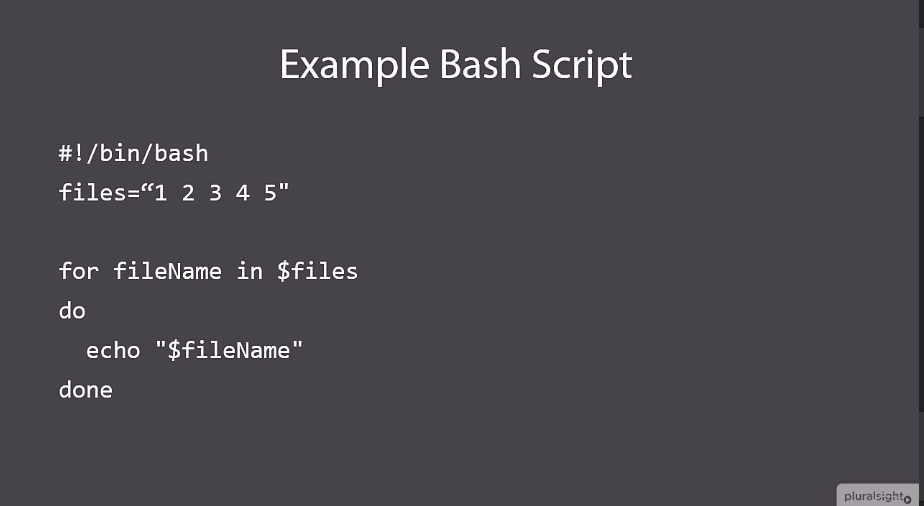 Example Bash Script
#!/bin/bash
files=“1 2 3 4 5"
for fileName in $files
do
  echo "$fileName"
done
pluralsight